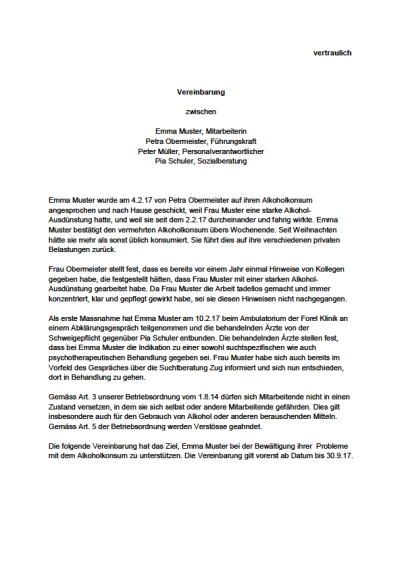 vertraulich
Vereinbarung
zwischen
Emma Muster, Mitarbeiterin
Petra Obermeister, Führungskraft
Peter Müller, Personalverantwortlicher
Pia Schuler, Sozialberatung
Emma Muster wurde am 4.2.17 von Petra Obermeister auf ihren Alkoholkonsum
angesprochen und nach Hause geschickt, weil Frau Muster eine starke Alkohol-
Ausdünstung hatte, und weil sie seit dem 2.2.17 durcheinander und fahrig wirkte. Emma
Muster bestätigt den vermehrten Alkoholkonsum übers Wochenende. Seit Weihnachten
hätte sie mehr als sonst üblich konsumiert. Sie führt dies auf ihre verschiedenen privaten
Belastungen zurück.
Frau Obermeister stellt fest, dass es bereits vor einem Jahr einmal Hinweise von Kollegen
gegeben habe, die festgestellt hätten, dass Frau Muster mit einer starken Alkohol-
Ausdünstung gearbeitet habe. Da Frau Muster die Arbeit tadellos gemacht und immer
konzentriert, klar und gepflegt gewirkt habe, sei sie diesen Hinweisen nicht nachgegangen.
Als erste Massnahme hat Emma Muster am 10.2.17 beim Ambulatorium der Forel Klinik an
einem Abklärungsgespräch teilgenommen und die behandelnden Ärzte von der
Schweigepflicht gegenüber Pia Schuler entbunden. Die behandelnden Ärzte stellen fest,
dass bei Emma Muster die Indikation zu einer sowohl suchtspezifischen wie auch
psychotherapeutischen Behandlung gegeben sei. Frau Muster habe sich auch bereits im
Vorfeld des Gespräches über die Suchtberatung Zug informiert und sich nun entschieden,
dort in Behandlung zu gehen.
Gemäss Art. 3 unserer Betriebsordnung vom 1.8.14 dürfen sich Mitarbeitende nicht in einen
Zustand versetzen, in dem sie sich selbst oder andere Mitarbeitende gefährden. Dies gilt
insbesondere auch für den Gebrauch von Alkohol oder anderen berauschenden Mitteln.
Gemäss Art. 5 der Betriebsordnung werden Verstösse geahndet.
Die folgende Vereinbarung hat das Ziel, Emma Muster bei der Bewältigung ihrer Probleme
mit dem Alkoholkonsum zu unterstützen. Die Vereinbarung gilt vorerst ab Datum bis 30.9.17.